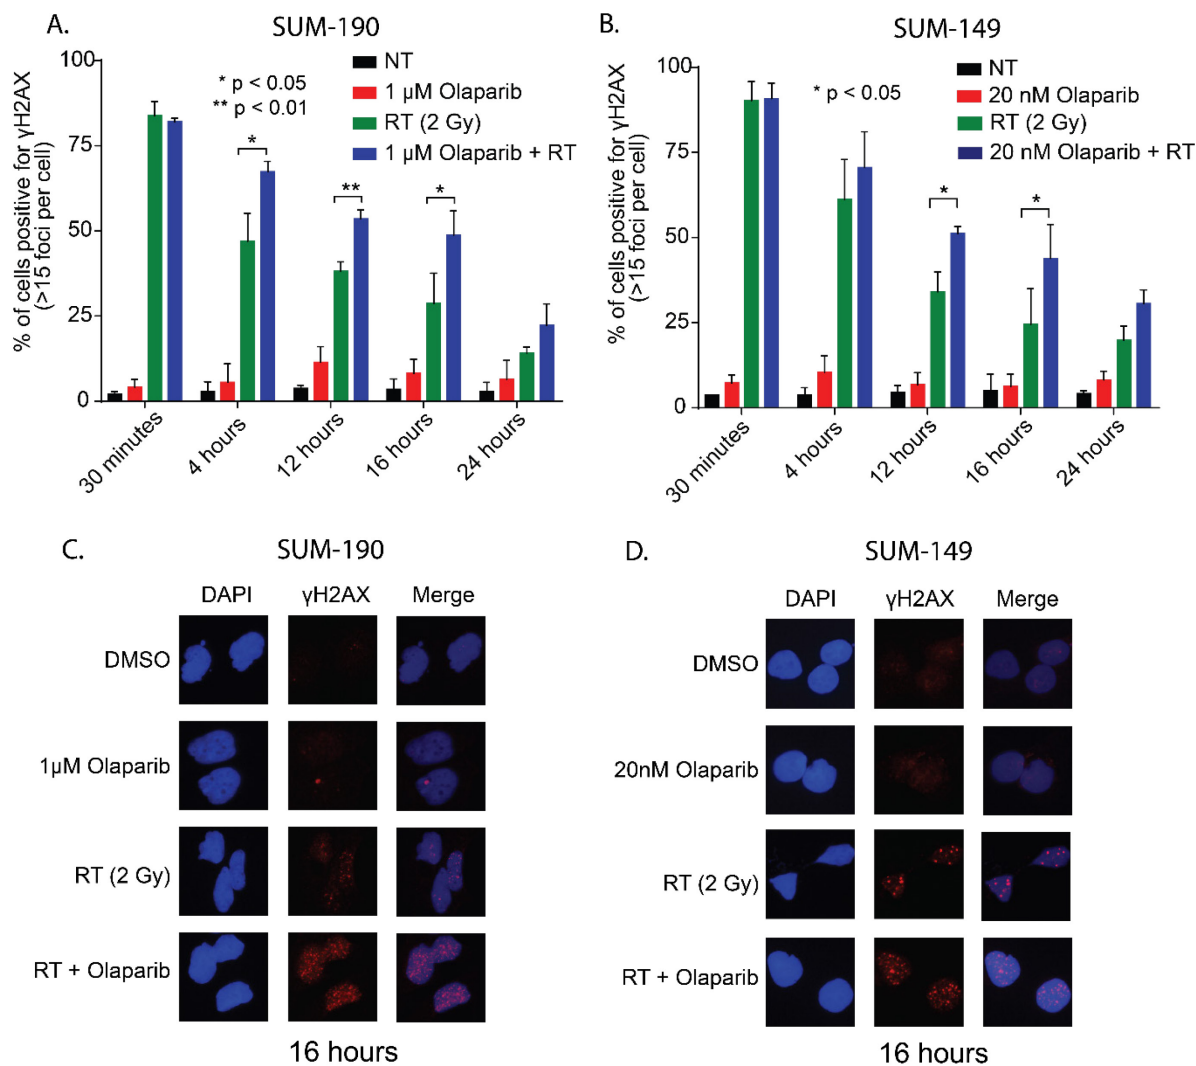 A.
SUM-190
% of cells positive for γH2AX
(>15 foci per cell)
100
75
50
25
0
* p < 0.05
** p < 0.01
NT
1 μM Olaparib
RT (2 Gy)
1 μM Olaparib + RT
*
**
*
30 minutes
4 hours
12 hours
16 hours
24 hours
B.
SUM-149
% of cells positive for γH2AX
(>15 foci per cell)
100
75
50
25
0
* p < 0.05
NT
20 nM Olaparib
RT (2 Gy)
20 nM Olaparib + RT
*
*
30 minutes
4 hours
12 hours
16 hours
24 hours
C.
SUM-190
DAPI γH2AX Merge
DMSO
1μM Olaparib
RT (2 Gy)
RT + Olaparib
16 hours
D.
SUM-149
DAPI γH2AX Merge
DMSO
20nM Olaparib
RT (2 Gy)
RT + Olaparib
16 hours